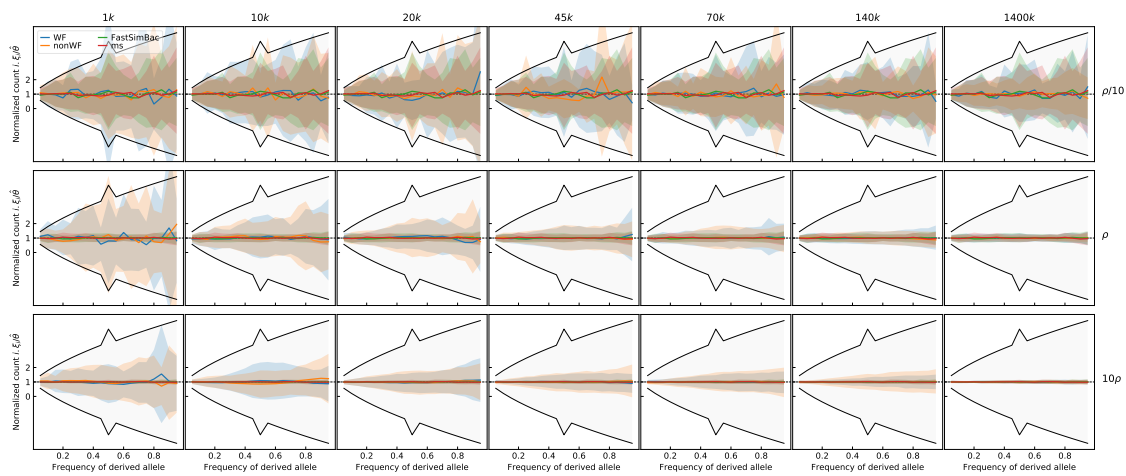 1k 10k 20k 45k 70k 140k 1400k
WF FastSimBac
nonWF ms
Normalized count i. ξᵢ/θ̂
2
1
0
ρ/10
Normalized count i. ξᵢ/θ̂
2
1
0
ρ
Normalized count i. ξᵢ/θ̂
2
1
0
10ρ
0.2 0.4 0.6 0.8 0.2 0.4 0.6 0.8 0.2 0.4 0.6 0.8 0.2 0.4 0.6 0.8 0.2 0.4 0.6 0.8 0.2 0.4 0.6 0.8 0.2 0.4 0.6 0.8
Frequency of derived allele Frequency of derived allele Frequency of derived allele Frequency of derived allele Frequency of derived allele Frequency of derived allele Frequency of derived allele